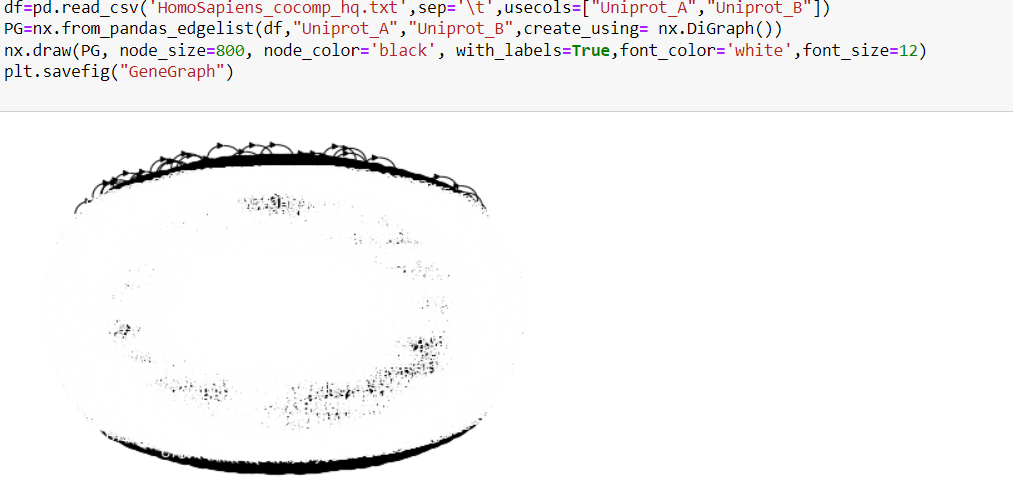 df=pd.read_csv('HomoSapiens_cocomp_hq.txt',sep='\t',usecols=["Uniprot_A","Uniprot_B"])
PG=nx.from_pandas_edgelist(df,"Uniprot_A","Uniprot_B",create_using= nx.DiGraph())
nx.draw(PG, node_size=800, node_color='black', with_labels=True,font_color='white',font_size=12)
plt.savefig("GeneGraph")